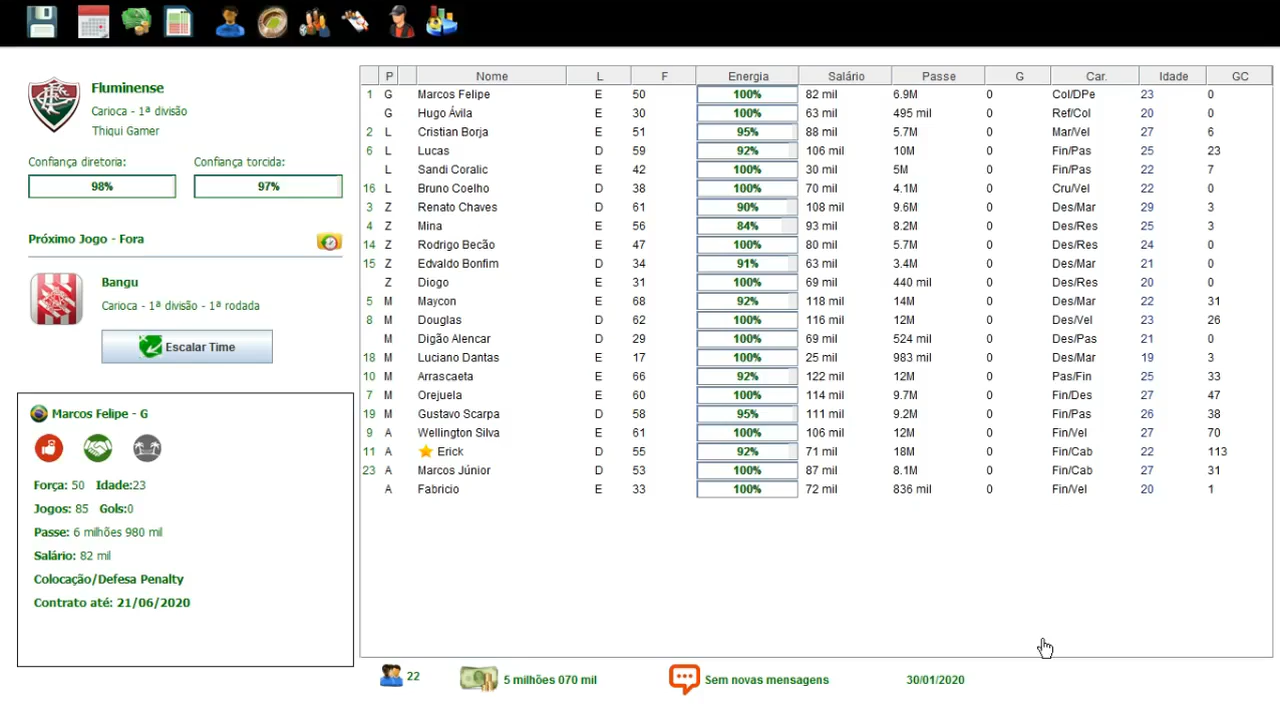 Fluminense
Carioca - 1ª divisão
Thiqui Gamer
Confiança diretoria: Confiança torcida:
98% 97%
Próximo Jogo - Fora
Bangu
Carioca - 1ª divisão - 1ª rodada
Escalar Time
Marcos Felipe - G
Força: 50 Idade:23
Jogos: 85 Gols:0
Passe: 6 milhões 980 mil
Salário: 82 mil
Colocação/Defesa Penalty
Contrato até: 21/06/2020
P Nome L F Energia Salário Passe G Car. Idade GC
1 G Marcos Felipe E 50 100% 82 mil 6.9M 0 Col/DPe 23 0
G Hugo Ávila E 30 100% 63 mil 495 mil 0 Ref/Col 20 0
2 L Cristian Borja E 51 95% 88 mil 5.7M 0 Mar/Vel 27 6
6 L Lucas D 59 92% 106 mil 10M 0 Fin/Pas 25 23
L Sandi Coralic E 42 100% 30 mil 5M 0 Fin/Pas 22 7
16 L Bruno Coelho D 38 100% 70 mil 4.1M 0 Cru/Vel 22 0
3 Z Renato Chaves D 61 90% 108 mil 9.6M 0 Des/Mar 29 3
4 Z Mina E 56 84% 93 mil 8.2M 0 Des/Res 25 3
14 Z Rodrigo Becão E 47 100% 80 mil 5.7M 0 Des/Res 24 0
15 Z Edvaldo Bonfim D 34 91% 63 mil 3.4M 0 Des/Mar 21 0
Z Diogo E 31 100% 69 mil 440 mil 0 Des/Res 20 0
5 M Maycon E 68 92% 118 mil 14M 0 Des/Mar 22 31
8 M Douglas D 62 100% 116 mil 12M 0 Des/Vel 23 26
M Digão Alencar D 29 100% 69 mil 524 mil 0 Des/Pas 21 0
18 M Luciano Dantas E 17 100% 25 mil 983 mil 0 Des/Mar 19 3
10 M Arrascaeta E 66 92% 122 mil 12M 0 Pas/Fin 25 33
7 M Orejuela E 60 100% 114 mil 9.7M 0 Fin/Des 27 47
19 M Gustavo Scarpa D 58 95% 111 mil 9.2M 0 Fin/Pas 26 38
9 A Wellington Silva E 61 100% 106 mil 12M 0 Fin/Vel 27 70
11 A Erick D 55 92% 71 mil 18M 0 Fin/Cab 22 113
23 A Marcos Júnior D 53 100% 87 mil 8.1M 0 Fin/Cab 27 31
A Fabricio E 33 100% 72 mil 836 mil 0 Fin/Vel 20 1
22 5 milhões 070 mil Sem novas mensagens 30/01/2020